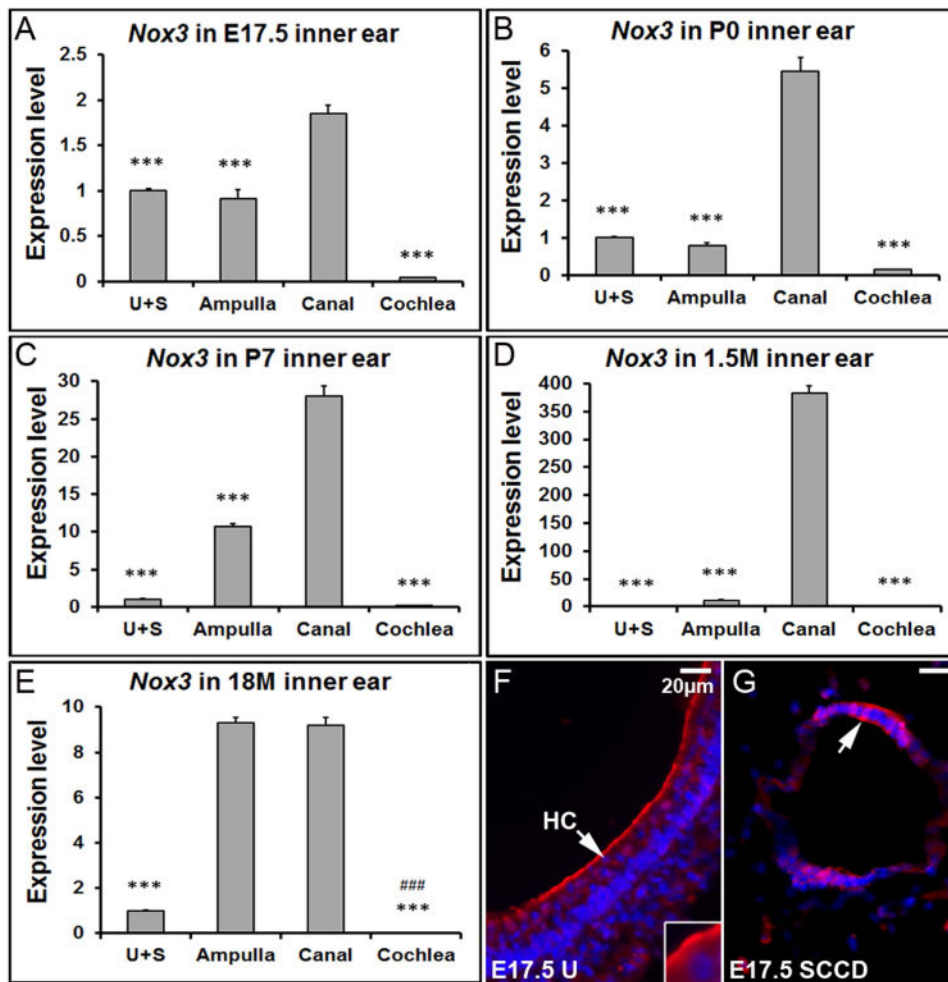 A
Nox3 in E17.5 inner ear
Expression level
2.5
2
1.5
1
0.5
0
***
***
***
U+S Ampulla Canal Cochlea
B
Nox3 in P0 inner ear
Expression level
6
5
4
3
2
1
0
***
***
***
U+S Ampulla Canal Cochlea
C
Nox3 in P7 inner ear
Expression level
30
25
20
15
10
5
0
***
***
***
U+S Ampulla Canal Cochlea
D
Nox3 in 1.5M inner ear
Expression level
400
350
300
250
200
150
100
50
0
***
***
***
U+S Ampulla Canal Cochlea
E
Nox3 in 18M inner ear
Expression level
10
8
6
4
2
0
***
###
***
U+S Ampulla Canal Cochlea
F
20µm
HC
E17.5 U
G
E17.5 SCCD